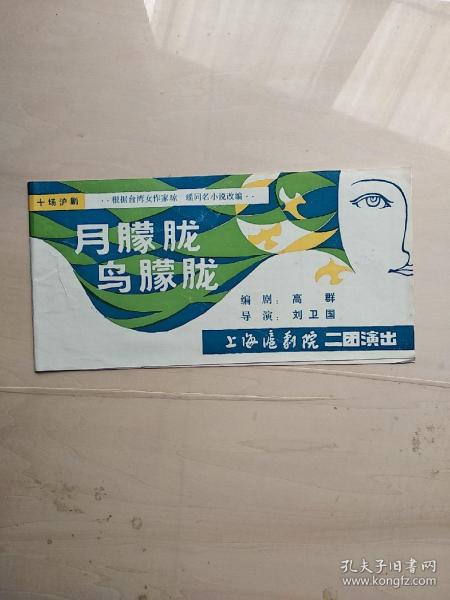 十场沪剧
··根据台湾女作家琼 瑶同名小说改编··
月朦胧
鸟朦胧
编 剧：高 群
导 演：刘卫国
上海滬剧院 二团演出
孔夫子旧书网
www.kongfz.com